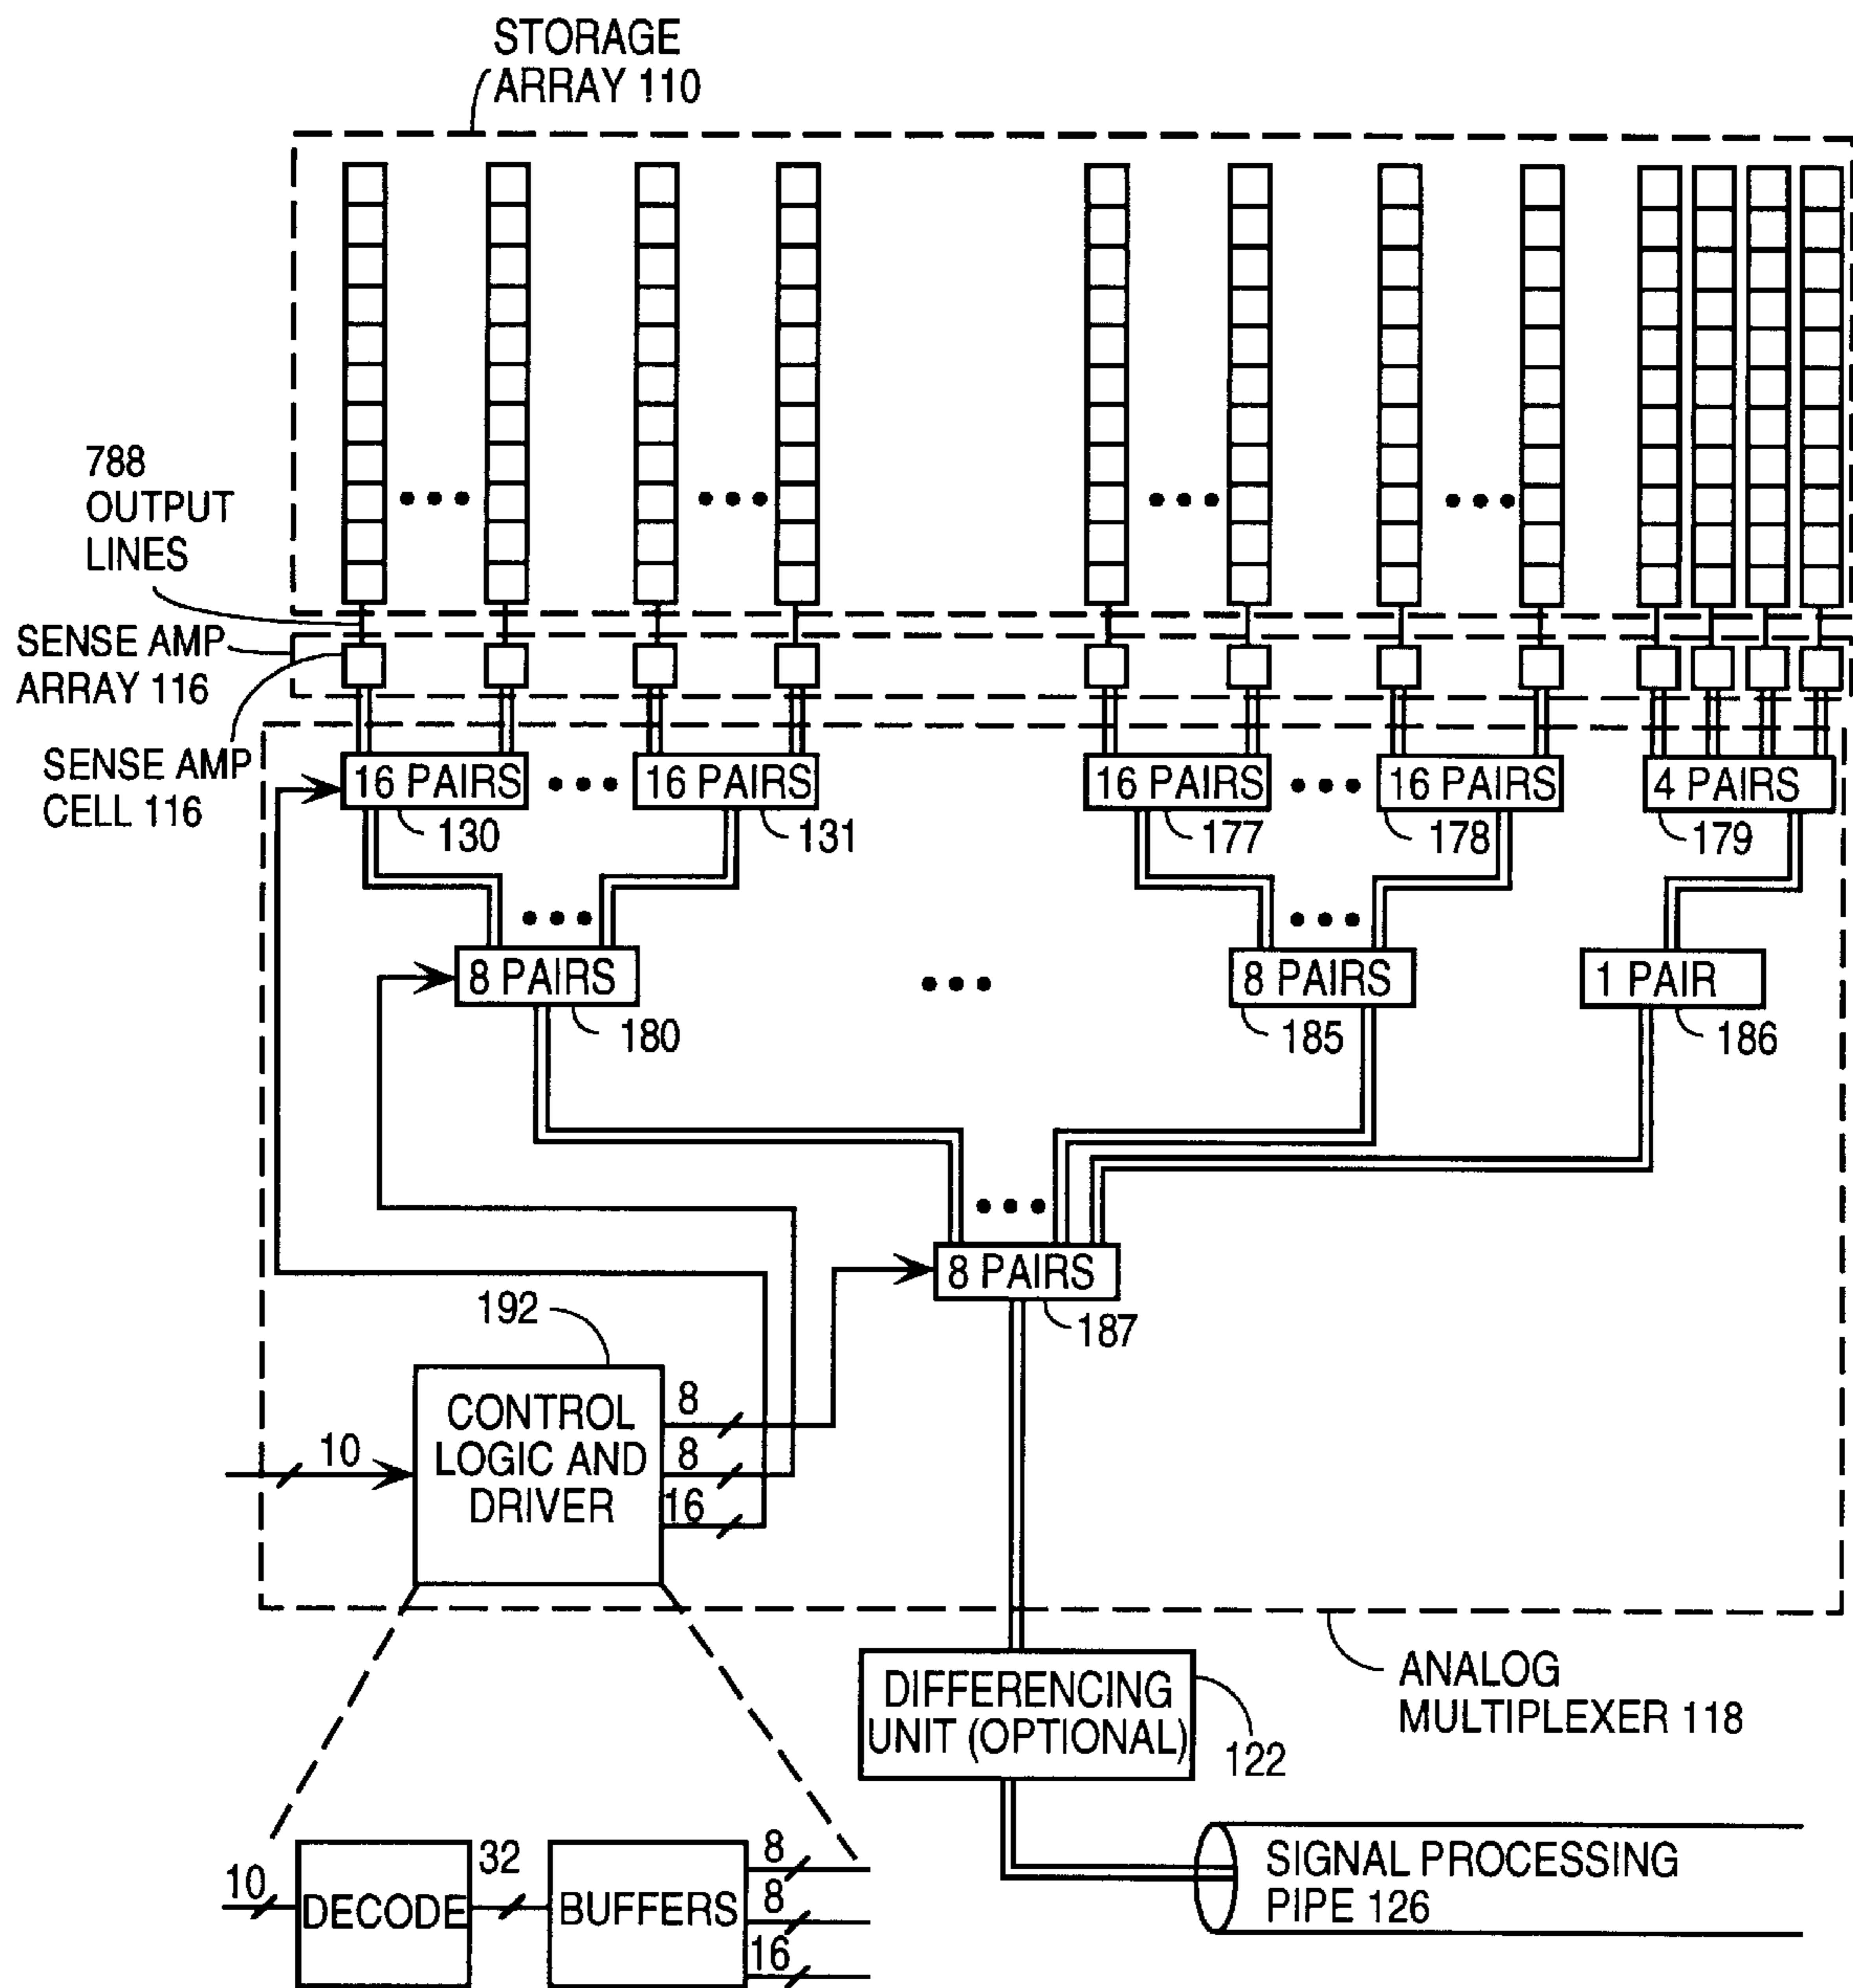 STORAGE
ARRAY 110
788
OUTPUT
LINES
SENSE AMP
ARRAY 116
SENSE AMP
CELL 116
16 PAIRS
16 PAIRS
16 PAIRS
16 PAIRS
4 PAIRS
130
131
177
178
179
8 PAIRS
8 PAIRS
1 PAIR
180
185
186
8 PAIRS
187
192
CONTROL
LOGIC AND
DRIVER
10
8
8
16
ANALOG
MULTIPLEXER 118
DIFFERENCING
UNIT (OPTIONAL)
122
10
DECODE
32
BUFFERS
8
8
16
SIGNAL PROCESSING
PIPE 126